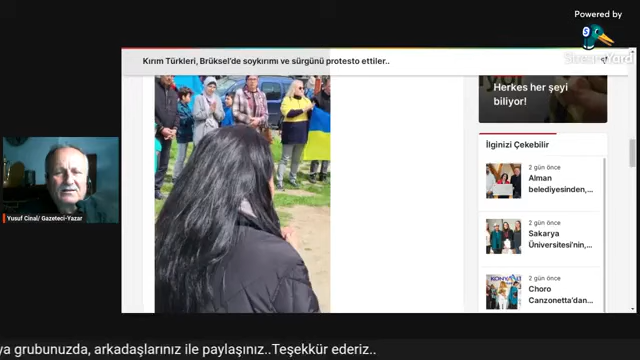 Powered by
StreamYard
Kırım Türkleri, Brüksel'de soykırımı ve sürgünü protesto ettiler..
Herkes her şeyi
biliyor!
İlginizi Çekebilir
2 gün önce
Alman
belediyesinden,...
2 gün önce
Sakarya
Üniversitesi'nin,...
2 gün önce
Choro
Canzonetta'dan...
Yusuf Cinal/ Gazeteci-Yazar
ya grubunuzda, arkadaşlarınız ile paylaşınız..Teşekkür ederiz..